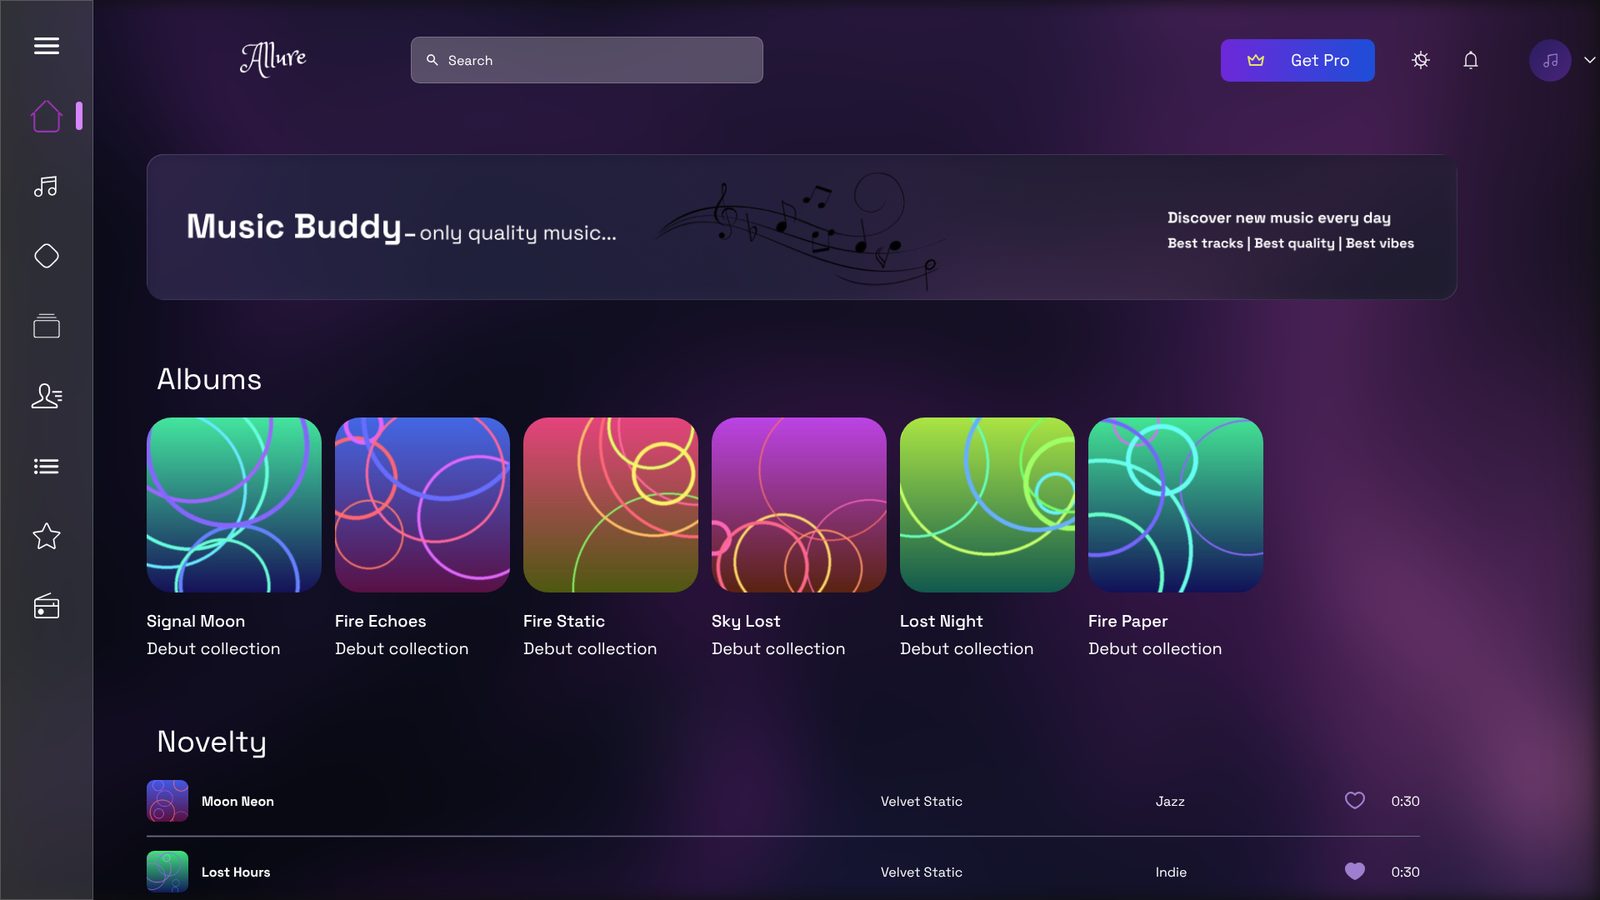 Allure
Search
Get Pro
Music Buddy– only quality music...
Discover new music every day
Best tracks | Best quality | Best vibes
Albums
Signal Moon
Debut collection
Fire Echoes
Debut collection
Fire Static
Debut collection
Sky Lost
Debut collection
Lost Night
Debut collection
Fire Paper
Debut collection
Novelty
Moon Neon Velvet Static Jazz 0:30
Lost Hours Velvet Static Indie 0:30